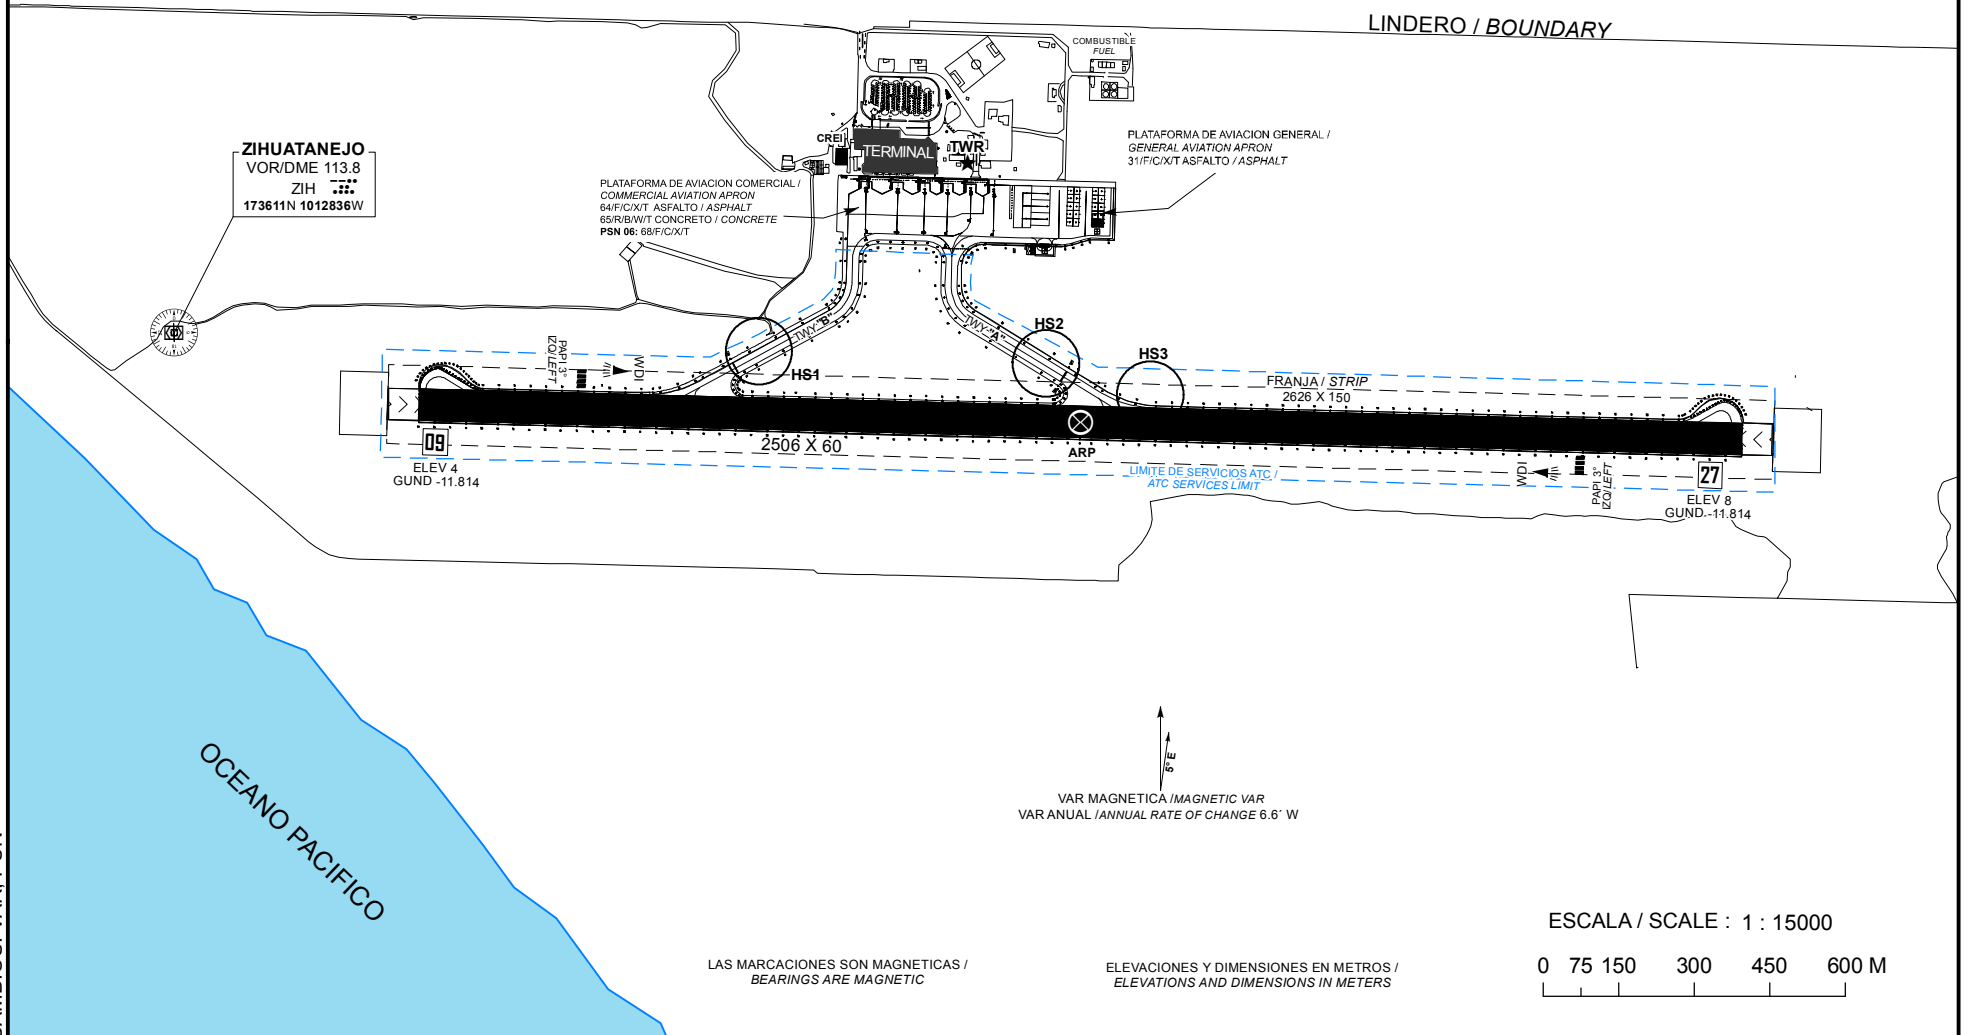 LINDERO / BOUNDARY
COMBUSTIBLE
FUEL
ZIHUATANEJO
VOR/DME 113.8
ZIH
173611N 1012836W
CREI
TERMINAL
TWR
PLATAFORMA DE AVIACION GENERAL /
GENERAL AVIATION APRON
31/F/C/X/T ASFALTO / ASPHALT
PLATAFORMA DE AVIACION COMERCIAL /
COMMERCIAL AVIATION APRON
64/F/C/X/T ASFALTO / ASPHALT
65/R/B/W/T CONCRETO / CONCRETE
PSN 06: 68/F/C/X/T
TWY "B"
TWY "A"
HS1
HS2
HS3
PAPI 3°
IZQ/LEFT
WDI
FRANJA / STRIP
2626 X 150
09
ELEV 4
GUND -11.814
2506 X 60
ARP
LIMITE DE SERVICIOS ATC /
ATC SERVICES LIMIT
WDI
PAPI 3°
IZQ/LEFT
27
ELEV 8
GUND -11.814
OCEANO PACIFICO
5° E
VAR MAGNETICA /MAGNETIC VAR
VAR ANUAL /ANNUAL RATE OF CHANGE 6.6´ W
LAS MARCACIONES SON MAGNETICAS /
BEARINGS ARE MAGNETIC
ELEVACIONES Y DIMENSIONES EN METROS /
ELEVATIONS AND DIMENSIONS IN METERS
ESCALA / SCALE : 1 : 15000
0 75 150 300 450 600 M